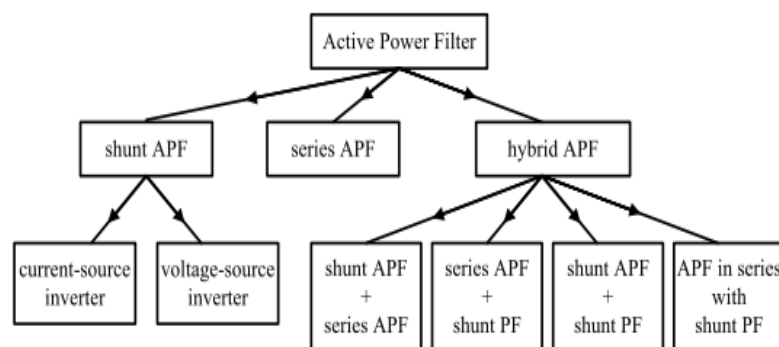 Active Power Filter
shunt APF
series APF
hybrid APF
current-source
inverter
voltage-source
inverter
shunt APF
+
series APF
series APF
+
shunt PF
shunt APF
+
shunt PF
APF in series
with
shunt PF